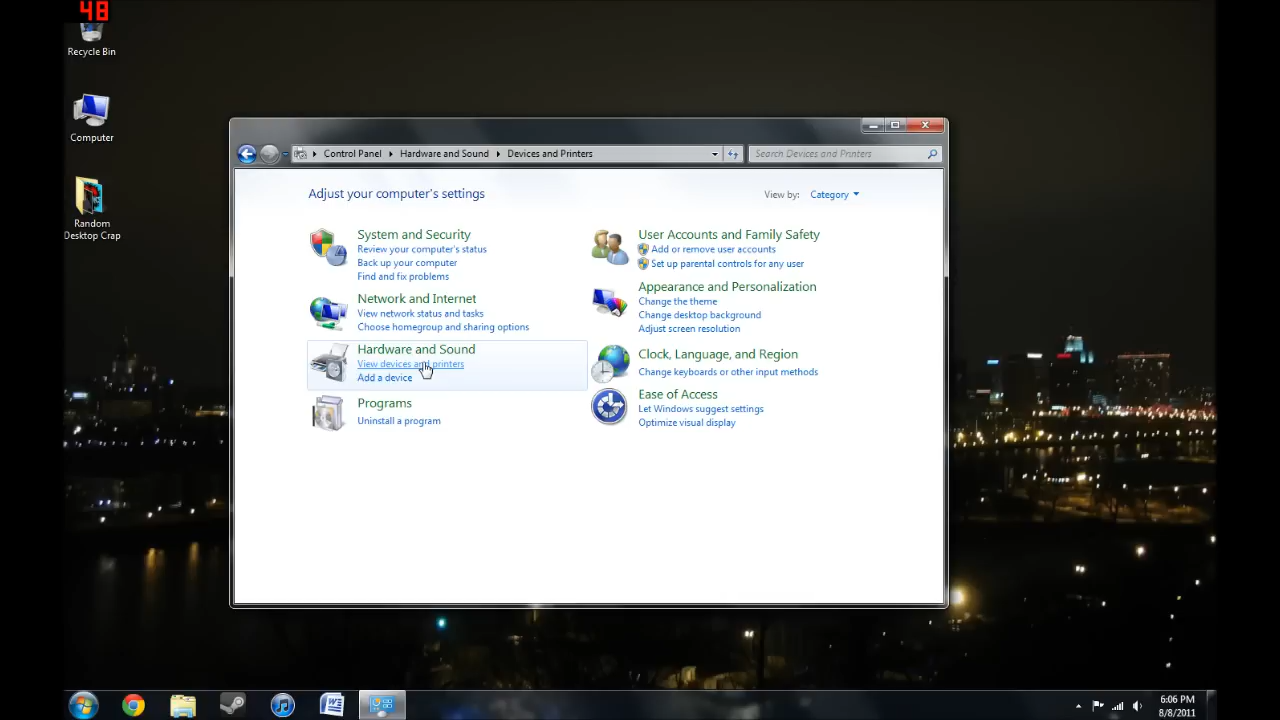 48
Recycle Bin
Computer
Random
Desktop Crap
Control Panel
Hardware and Sound
Devices and Printers
Search Devices and Printers
Adjust your computer's settings
View by: Category
System and Security
Review your computer's status
Back up your computer
Find and fix problems
Network and Internet
View network status and tasks
Choose homegroup and sharing options
Hardware and Sound
View devices and printers
Add a device
Programs
Uninstall a program
User Accounts and Family Safety
Add or remove user accounts
Set up parental controls for any user
Appearance and Personalization
Change the theme
Change desktop background
Adjust screen resolution
Clock, Language, and Region
Change keyboards or other input methods
Ease of Access
Let Windows suggest settings
Optimize visual display
6:06 PM
8/8/2011